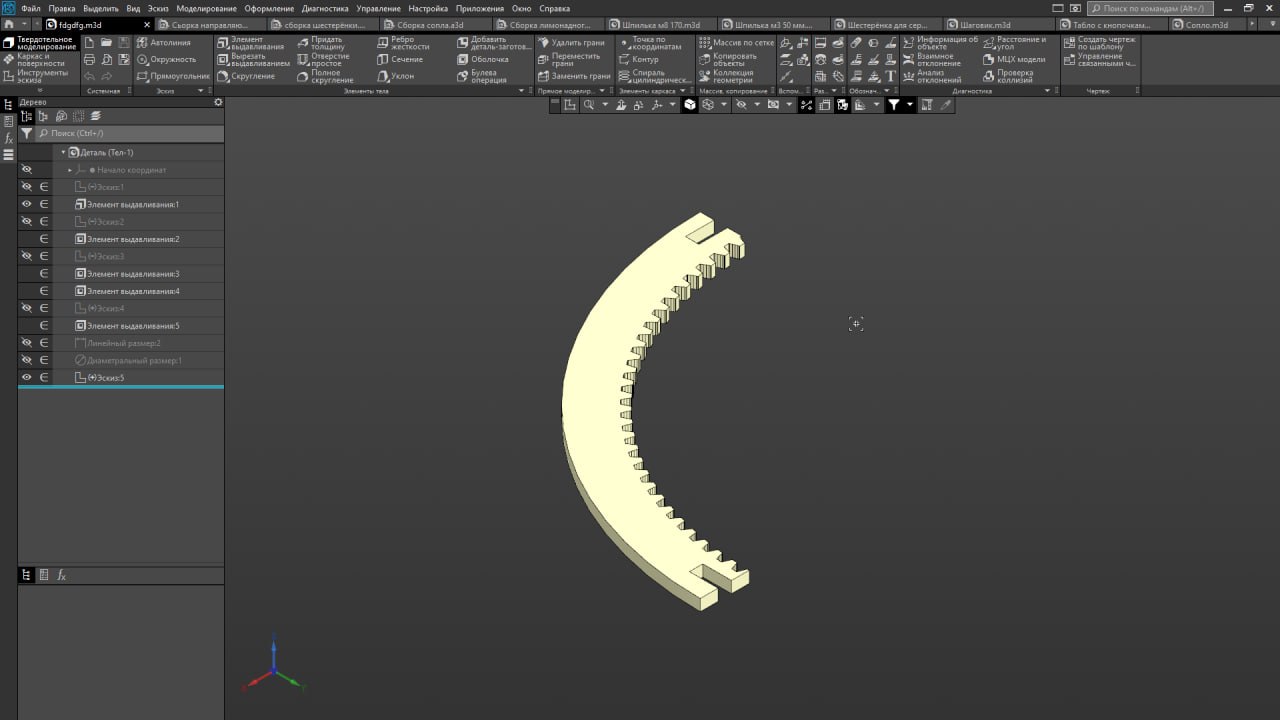 Файл Правка Выделить Вид Эскиз Моделирование Оформление Диагностика Управление Настройка Приложения Окно Справка Поиск по командам (Alt+/)
fdgdfg.m3d Сборка направляю... сборка шестерёнки... Сборка сопла.a3d Сборка лимонадног... Шпилька м8 170.m3d Шпилька м3 50 мм.... Шестерёнка для сер... Шаговик.m3d Табло с кнопочкам... Сопло.m3d
Твердотельное моделирование
Каркас и поверхности
Инструменты эскиза
Автолиния
Окружность
Прямоугольник
Элемент выдавливания
Вырезать выдавливанием
Скругление
Придать толщину
Отверстие простое
Полное скругление
Ребро жесткости
Сечение
Уклон
Добавить деталь-заготов...
Оболочка
Булева операция
Удалить грани
Переместить грани
Заменить грани
Точка по координатам
Контур
Спираль цилиндрическ...
Массив по сетке
Копировать объекты
Коллекция геометрии
Информация об объекте
Взаимное отклонение
Анализ отклонений
Расстояние и угол
МЦХ модели
Проверка коллизий
Создать чертеж по шаблону
Управление связанными ч...
Системная Эскиз Элементы тела Прямое моделир... Элементы каркаса Массив, копирование Вспом... Раз... Обознач... Диагностика Чертеж
Дерево
Поиск (Ctrl+/)
Деталь (Тел-1)
Начало координат
(-)Эскиз:1
Элемент выдавливания:1
(-)Эскиз:2
Элемент выдавливания:2
(-)Эскиз:3
Элемент выдавливания:3
Элемент выдавливания:4
(+)Эскиз:4
Элемент выдавливания:5
Линейный размер:2
Диаметральный размер:1
(+)Эскиз:5